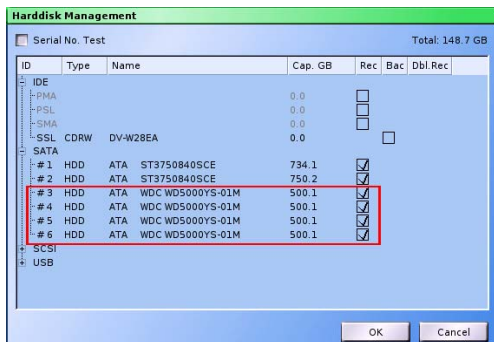 Harddisk Management
Serial No. Test Total: 148.7 GB
ID Type Name Cap. GB Rec Bac Dbl.Rec
IDE
PMA 0.0
PSL 0.0
SMA 0.0
SSL CDRW DV-W28EA 0.0
SATA
#1 HDD ATA ST3750840SCE 734.1
#2 HDD ATA ST3750840SCE 750.2
#3 HDD ATA WDC WD5000YS-01M 500.1
#4 HDD ATA WDC WD5000YS-01M 500.1
#5 HDD ATA WDC WD5000YS-01M 500.1
#6 HDD ATA WDC WD5000YS-01M 500.1
SCSI
USB
OK Cancel